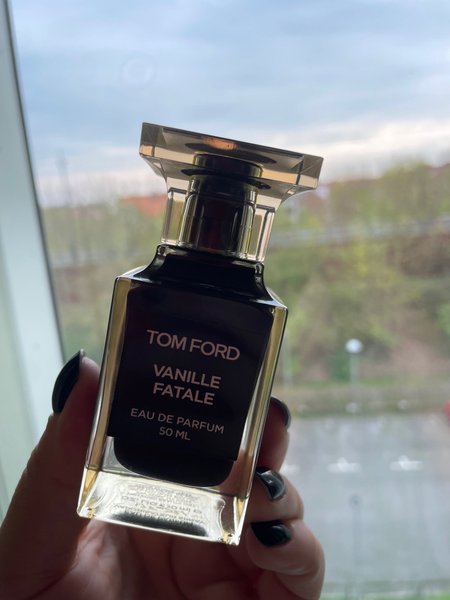 TOM FORD
VANILLE
FATALE
EAU DE PARFUM
50 ML